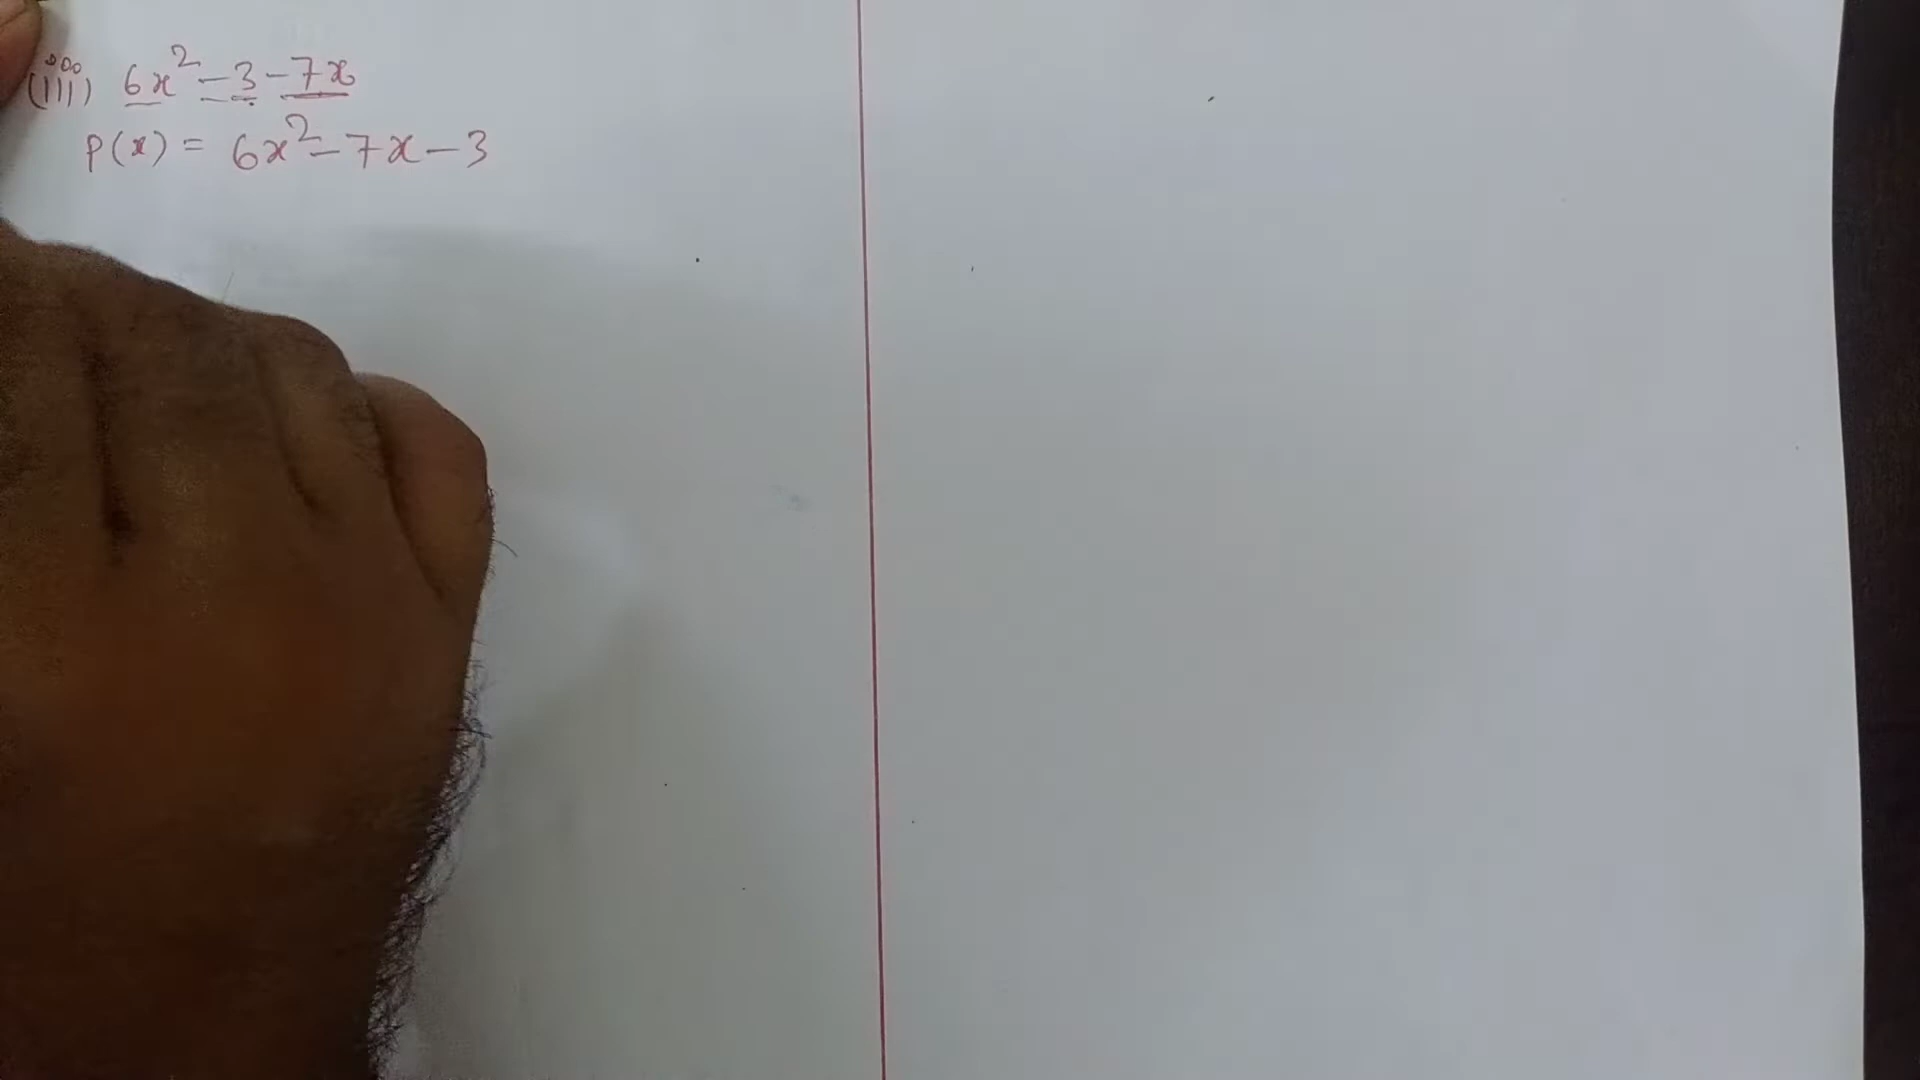 (iii) 6x² - 3 - 7x
P(x) = 6x² - 7x - 3